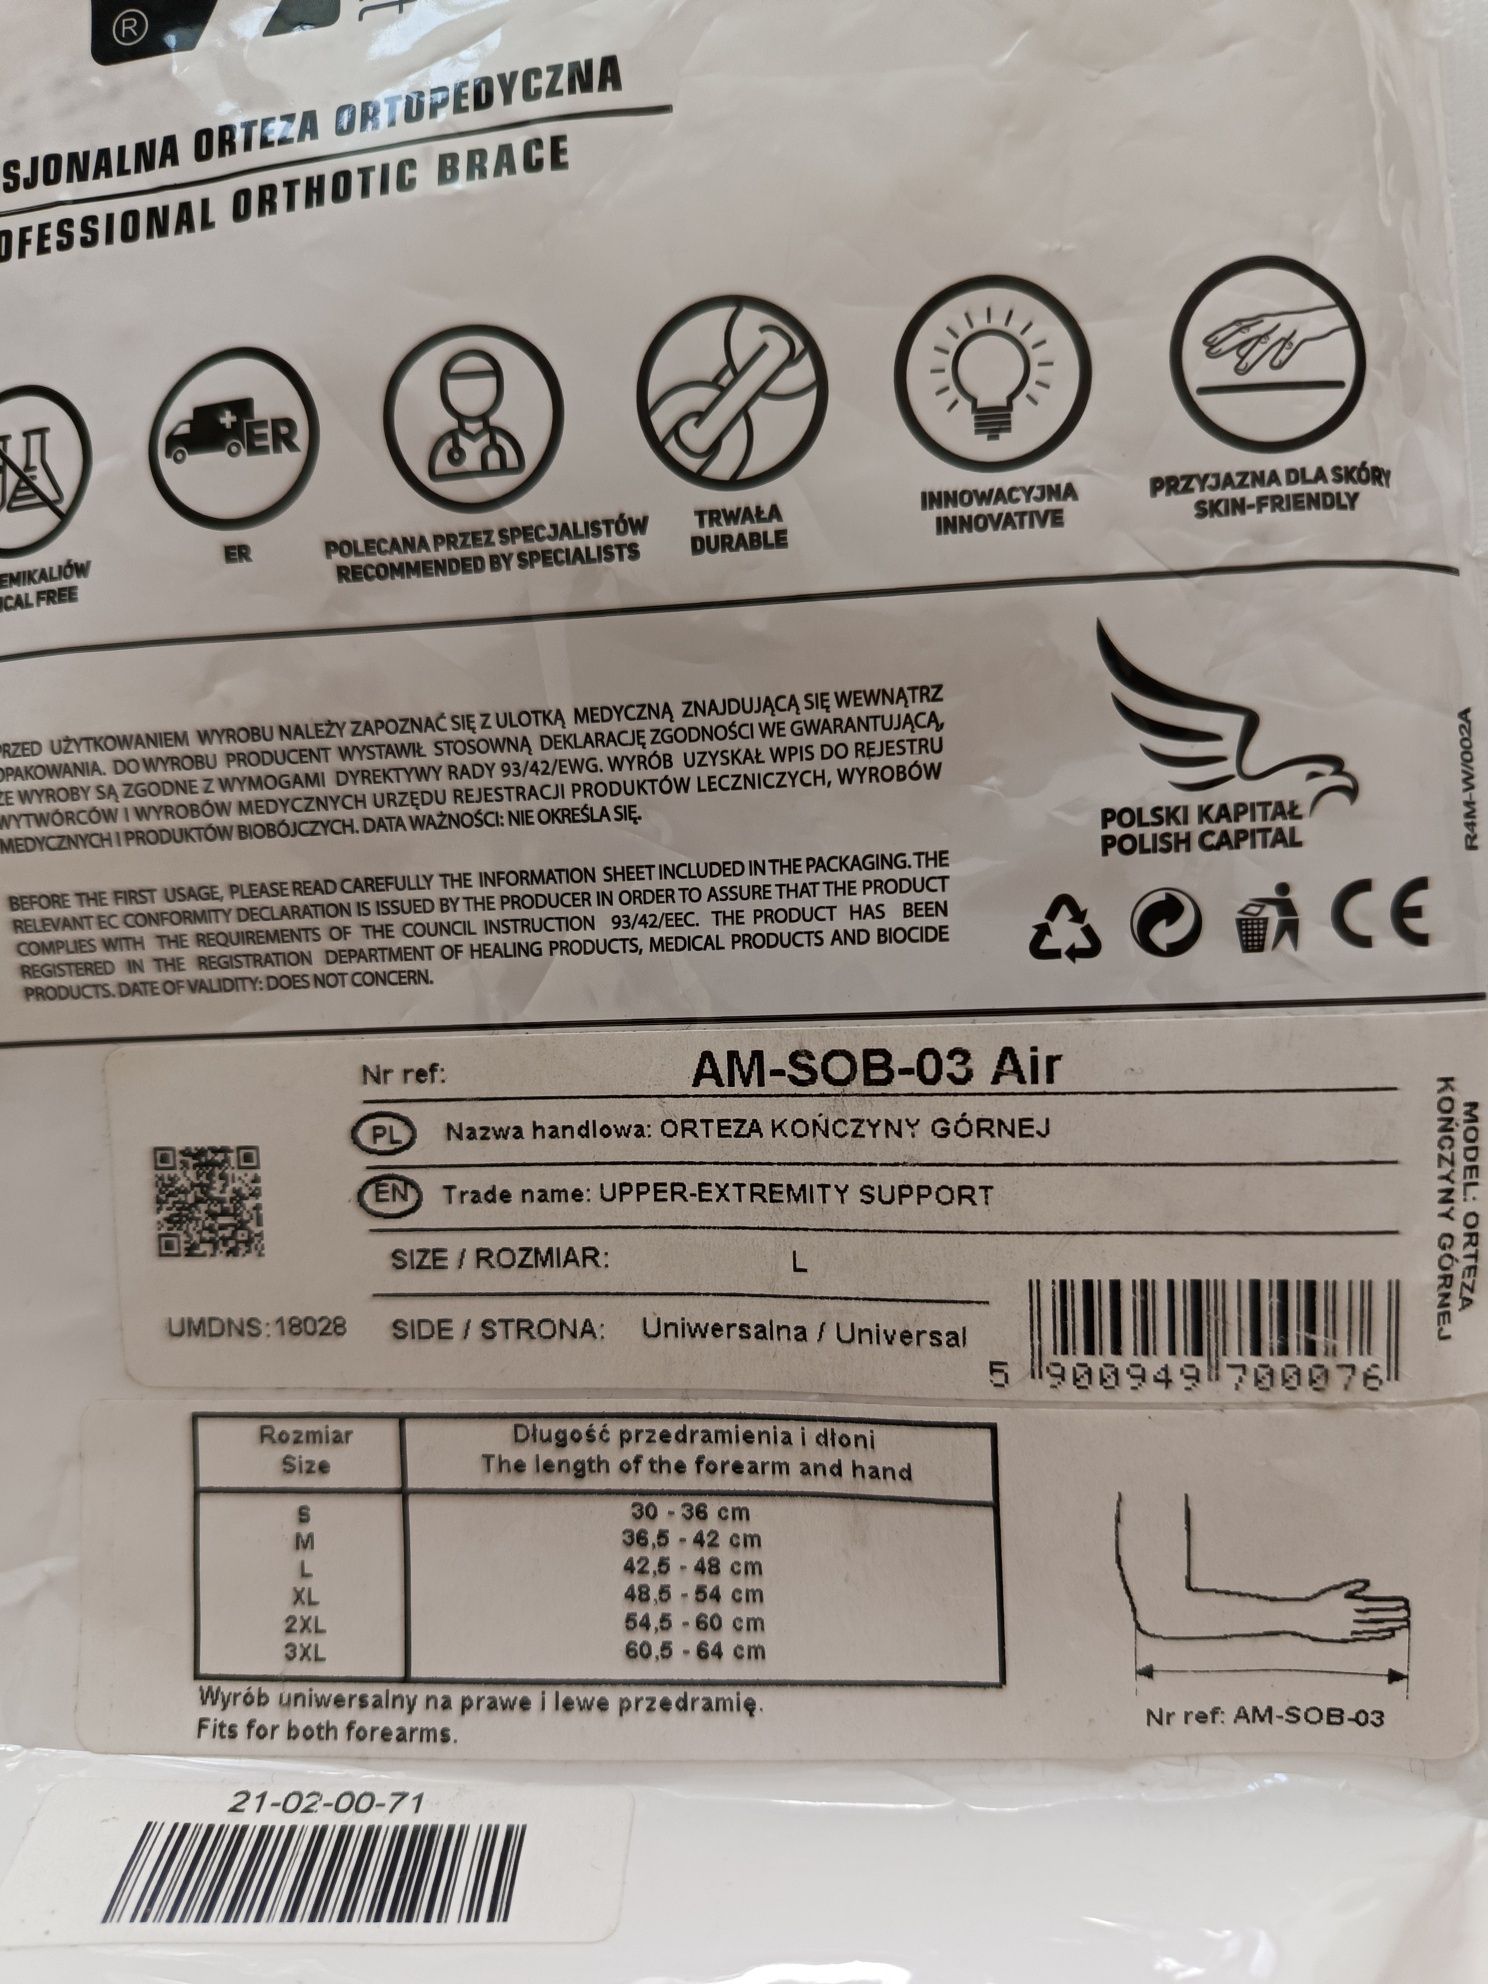 ®
SJONALNA ORTEZA ORTOPEDYCZNA
OFESSIONAL ORTHOTIC BRACE
EMIKALIÓW
ICAL FREE
ER
ER
POLECANA PRZEZ SPECJALISTÓW
RECOMMENDED BY SPECIALISTS
TRWAŁA
DURABLE
INNOWACYJNA
INNOVATIVE
PRZYJAZNA DLA SKÓRY
SKIN-FRIENDLY
PRZED UŻYTKOWANIEM WYROBU NALEŻY ZAPOZNAĆ SIĘ Z ULOTKĄ MEDYCZNĄ ZNAJDUJĄCĄ SIĘ WEWNĄTRZ
OPAKOWANIA. DO WYROBU PRODUCENT WYSTAWIŁ STOSOWNĄ DEKLARACJĘ ZGODNOŚCI WE GWARANTUJĄCĄ,
ŻE WYROBY SĄ ZGODNE Z WYMOGAMI DYREKTYWY RADY 93/42/EWG. WYRÓB UZYSKAŁ WPIS DO REJESTRU
WYTWÓRCÓW I WYROBÓW MEDYCZNYCH URZĘDU REJESTRACJI PRODUKTÓW LECZNICZYCH, WYROBÓW
MEDYCZNYCH I PRODUKTÓW BIOBÓJCZYCH. DATA WAŻNOŚCI: NIE OKREŚLA SIĘ.
BEFORE THE FIRST USAGE, PLEASE READ CAREFULLY THE INFORMATION SHEET INCLUDED IN THE PACKAGING. THE
RELEVANT EC CONFORMITY DECLARATION IS ISSUED BY THE PRODUCER IN ORDER TO ASSURE THAT THE PRODUCT
COMPLIES WITH THE REQUIREMENTS OF THE COUNCIL INSTRUCTION 93/42/EEC. THE PRODUCT HAS BEEN
REGISTERED IN THE REGISTRATION DEPARTMENT OF HEALING PRODUCTS, MEDICAL PRODUCTS AND BIOCIDE
PRODUCTS. DATE OF VALIDITY: DOES NOT CONCERN.
POLSKI KAPITAŁ
POLISH CAPITAL
CE
R4M-W/002A
Nr ref: AM-SOB-03 Air
PL Nazwa handlowa: ORTEZA KOŃCZYNY GÓRNEJ
EN Trade name: UPPER-EXTREMITY SUPPORT
SIZE / ROZMIAR: L
UMDNS:18028 SIDE / STRONA: Uniwersalna / Universal
5 900949 700076
MODEL: ORTEZA
KOŃCZYNY GÓRNEJ
Rozmiar Długość przedramienia i dłoni
Size The length of the forearm and hand
S 30 - 36 cm
M 36,5 - 42 cm
L 42,5 - 48 cm
XL 48,5 - 54 cm
2XL 54,5 - 60 cm
3XL 60,5 - 64 cm
Wyrób uniwersalny na prawe i lewe przedramię.
Fits for both forearms.
Nr ref: AM-SOB-03
21-02-00-71